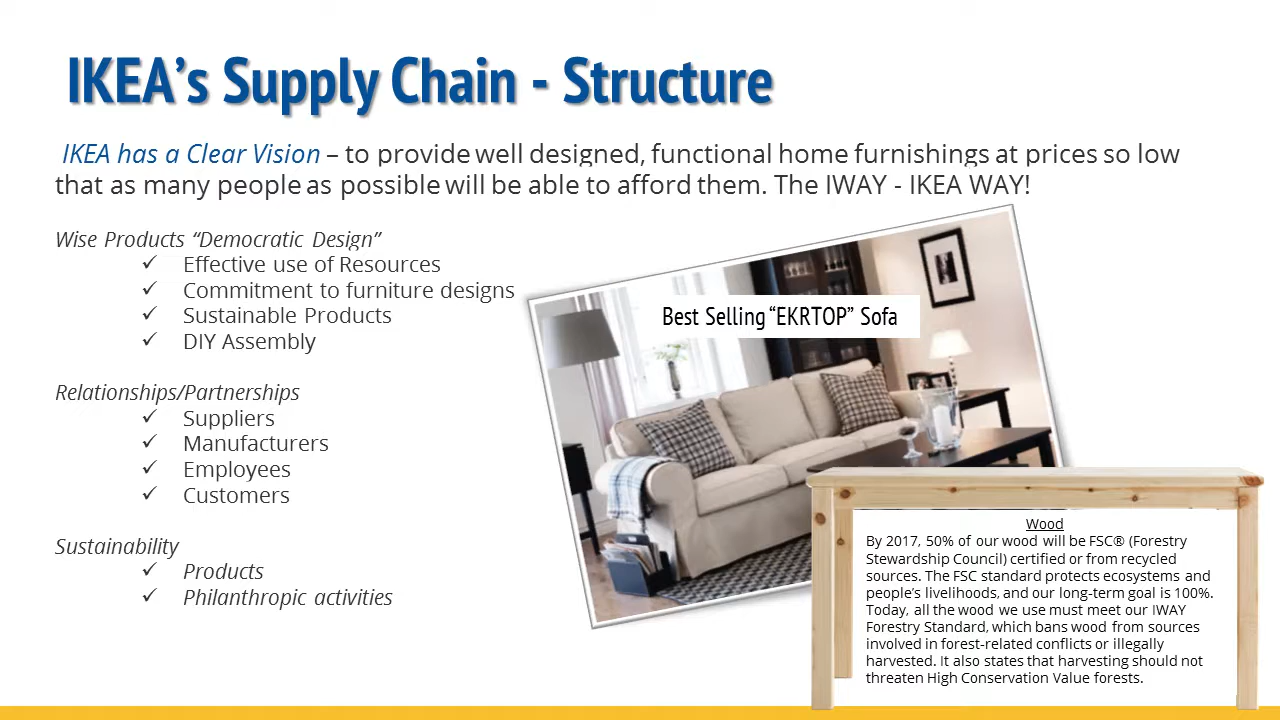 IKEA's Supply Chain - Structure
IKEA has a Clear Vision – to provide well designed, functional home furnishings at prices so low
that as many people as possible will be able to afford them. The IWAY - IKEA WAY!
Wise Products “Democratic Design”
✓ Effective use of Resources
✓ Commitment to furniture designs
✓ Sustainable Products
✓ DIY Assembly
Relationships/Partnerships
✓ Suppliers
✓ Manufacturers
✓ Employees
✓ Customers
Sustainability
✓ Products
✓ Philanthropic activities
Best Selling “EKRTOP” Sofa
Wood
By 2017, 50% of our wood will be FSC® (Forestry
Stewardship Council) certified or from recycled
sources. The FSC standard protects ecosystems and
people’s livelihoods, and our long-term goal is 100%.
Today, all the wood we use must meet our IWAY
Forestry Standard, which bans wood from sources
involved in forest-related conflicts or illegally
harvested. It also states that harvesting should not
threaten High Conservation Value forests.